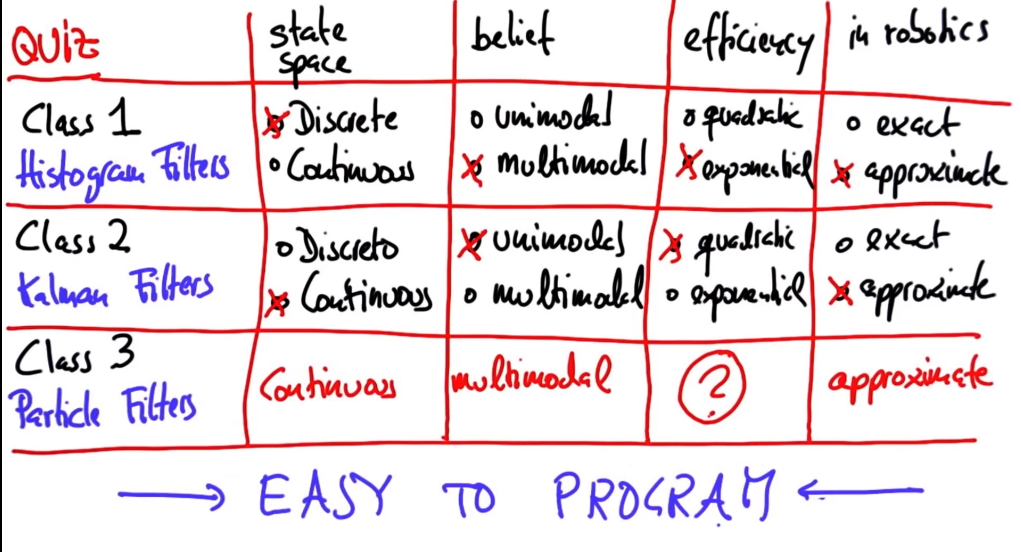 QUIZ state space belief efficiency in robotics
Class 1 Discrete unimodal quadratic exact
Histogram Filters Continuous multimodal exponential approximate
Class 2 Discrete unimodal quadratic exact
Kalman Filters Continuous multimodal exponential approximate
Class 3
Particle Filters Continuous multimodal ? approximate
EASY TO PROGRAM